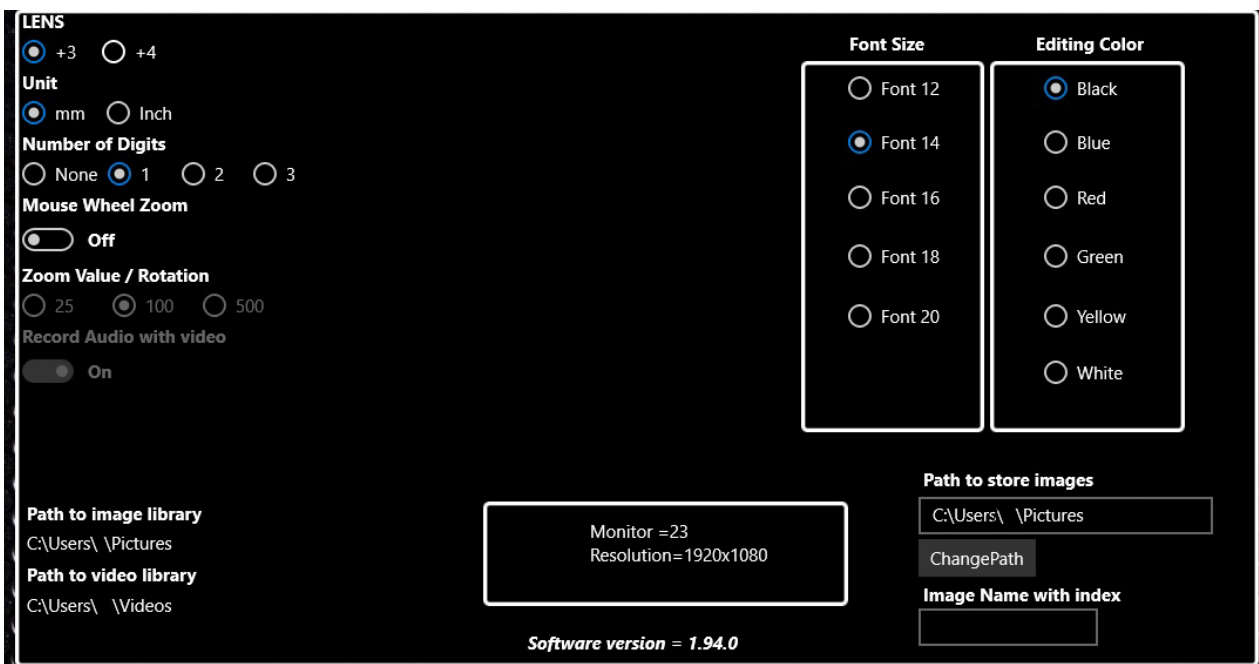 LENS
+3 +4
Unit
mm Inch
Number of Digits
None 1 2 3
Mouse Wheel Zoom
Off
Zoom Value / Rotation
25 100 500
Record Audio with video
On
Font Size
Font 12
Font 14
Font 16
Font 18
Font 20
Editing Color
Black
Blue
Red
Green
Yellow
White
Path to image library
C:\Users\ \Pictures
Path to video library
C:\Users\ \Videos
Monitor =23
Resolution=1920x1080
Software version = 1.94.0
Path to store images
C:\Users\ \Pictures
ChangePath
Image Name with index